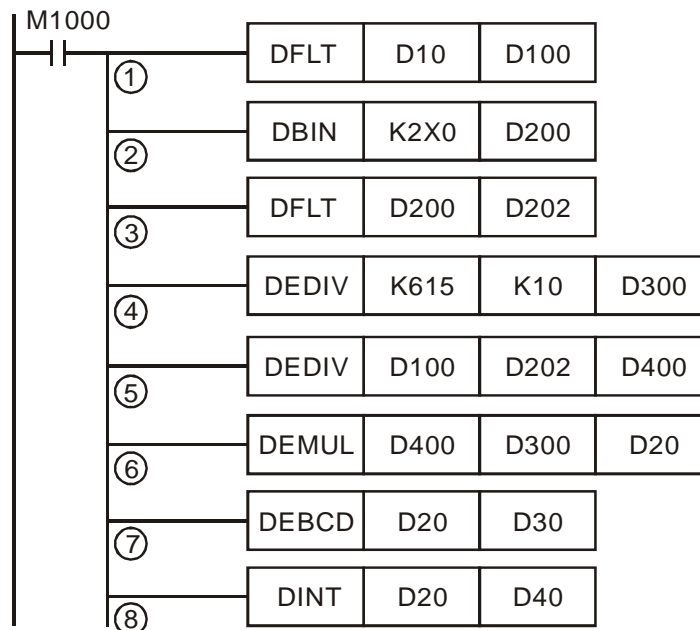 M1000
DFLT D10 D100
①
DBIN K2X0 D200
②
DFLT D200 D202
③
DEDIV K615 K10 D300
④
DEDIV D100 D202 D400
⑤
DEMUL D400 D300 D20
⑥
DEBCD D20 D30
⑦
DINT D20 D40
⑧